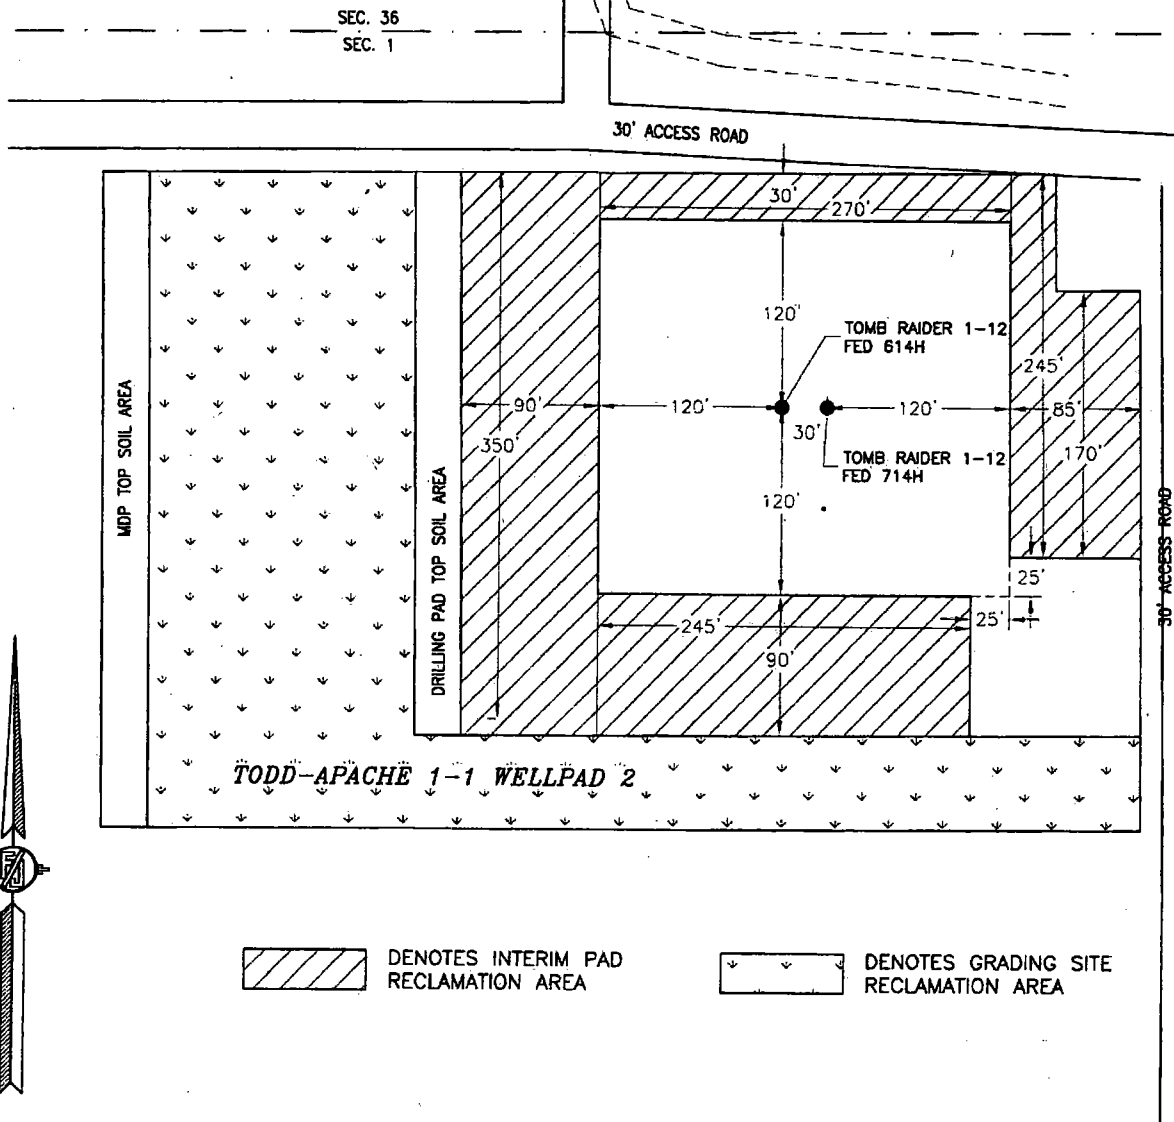 SEC. 36
SEC. 1
30' ACCESS ROAD
30'
270'
120'
TOMB RAIDER 1-12
FED 614H
245'
90'
120'
120'
85'
30'
350'
170'
TOMB RAIDER 1-12
FED 714H
120'
MDP TOP SOIL AREA
DRILLING PAD TOP SOIL AREA
30' ACCESS ROAD
25'
25'
245'
90'
TODD-APACHE 1-1 WELLPAD 2
DENOTES INTERIM PAD
RECLAMATION AREA
DENOTES GRADING SITE
RECLAMATION AREA